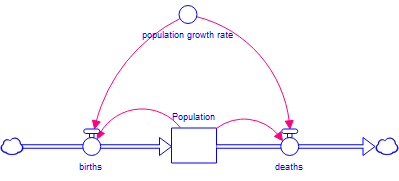 population growth rate
Population
births
deaths